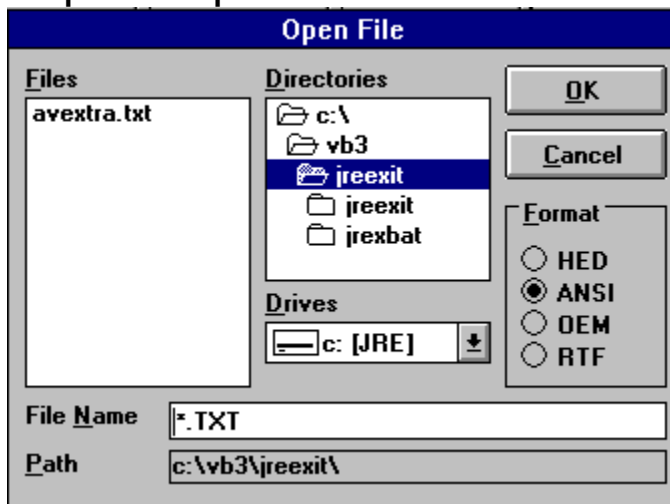 Open File
Files
avextra.txt
Directories
c:\
vb3
jreexit
jreexit
jrexbat
Drives
c: [JRE]
OK
Cancel
Format
HED
ANSI
OEM
RTF
File Name
*.TXT
Path
c:\vb3\jreexit\